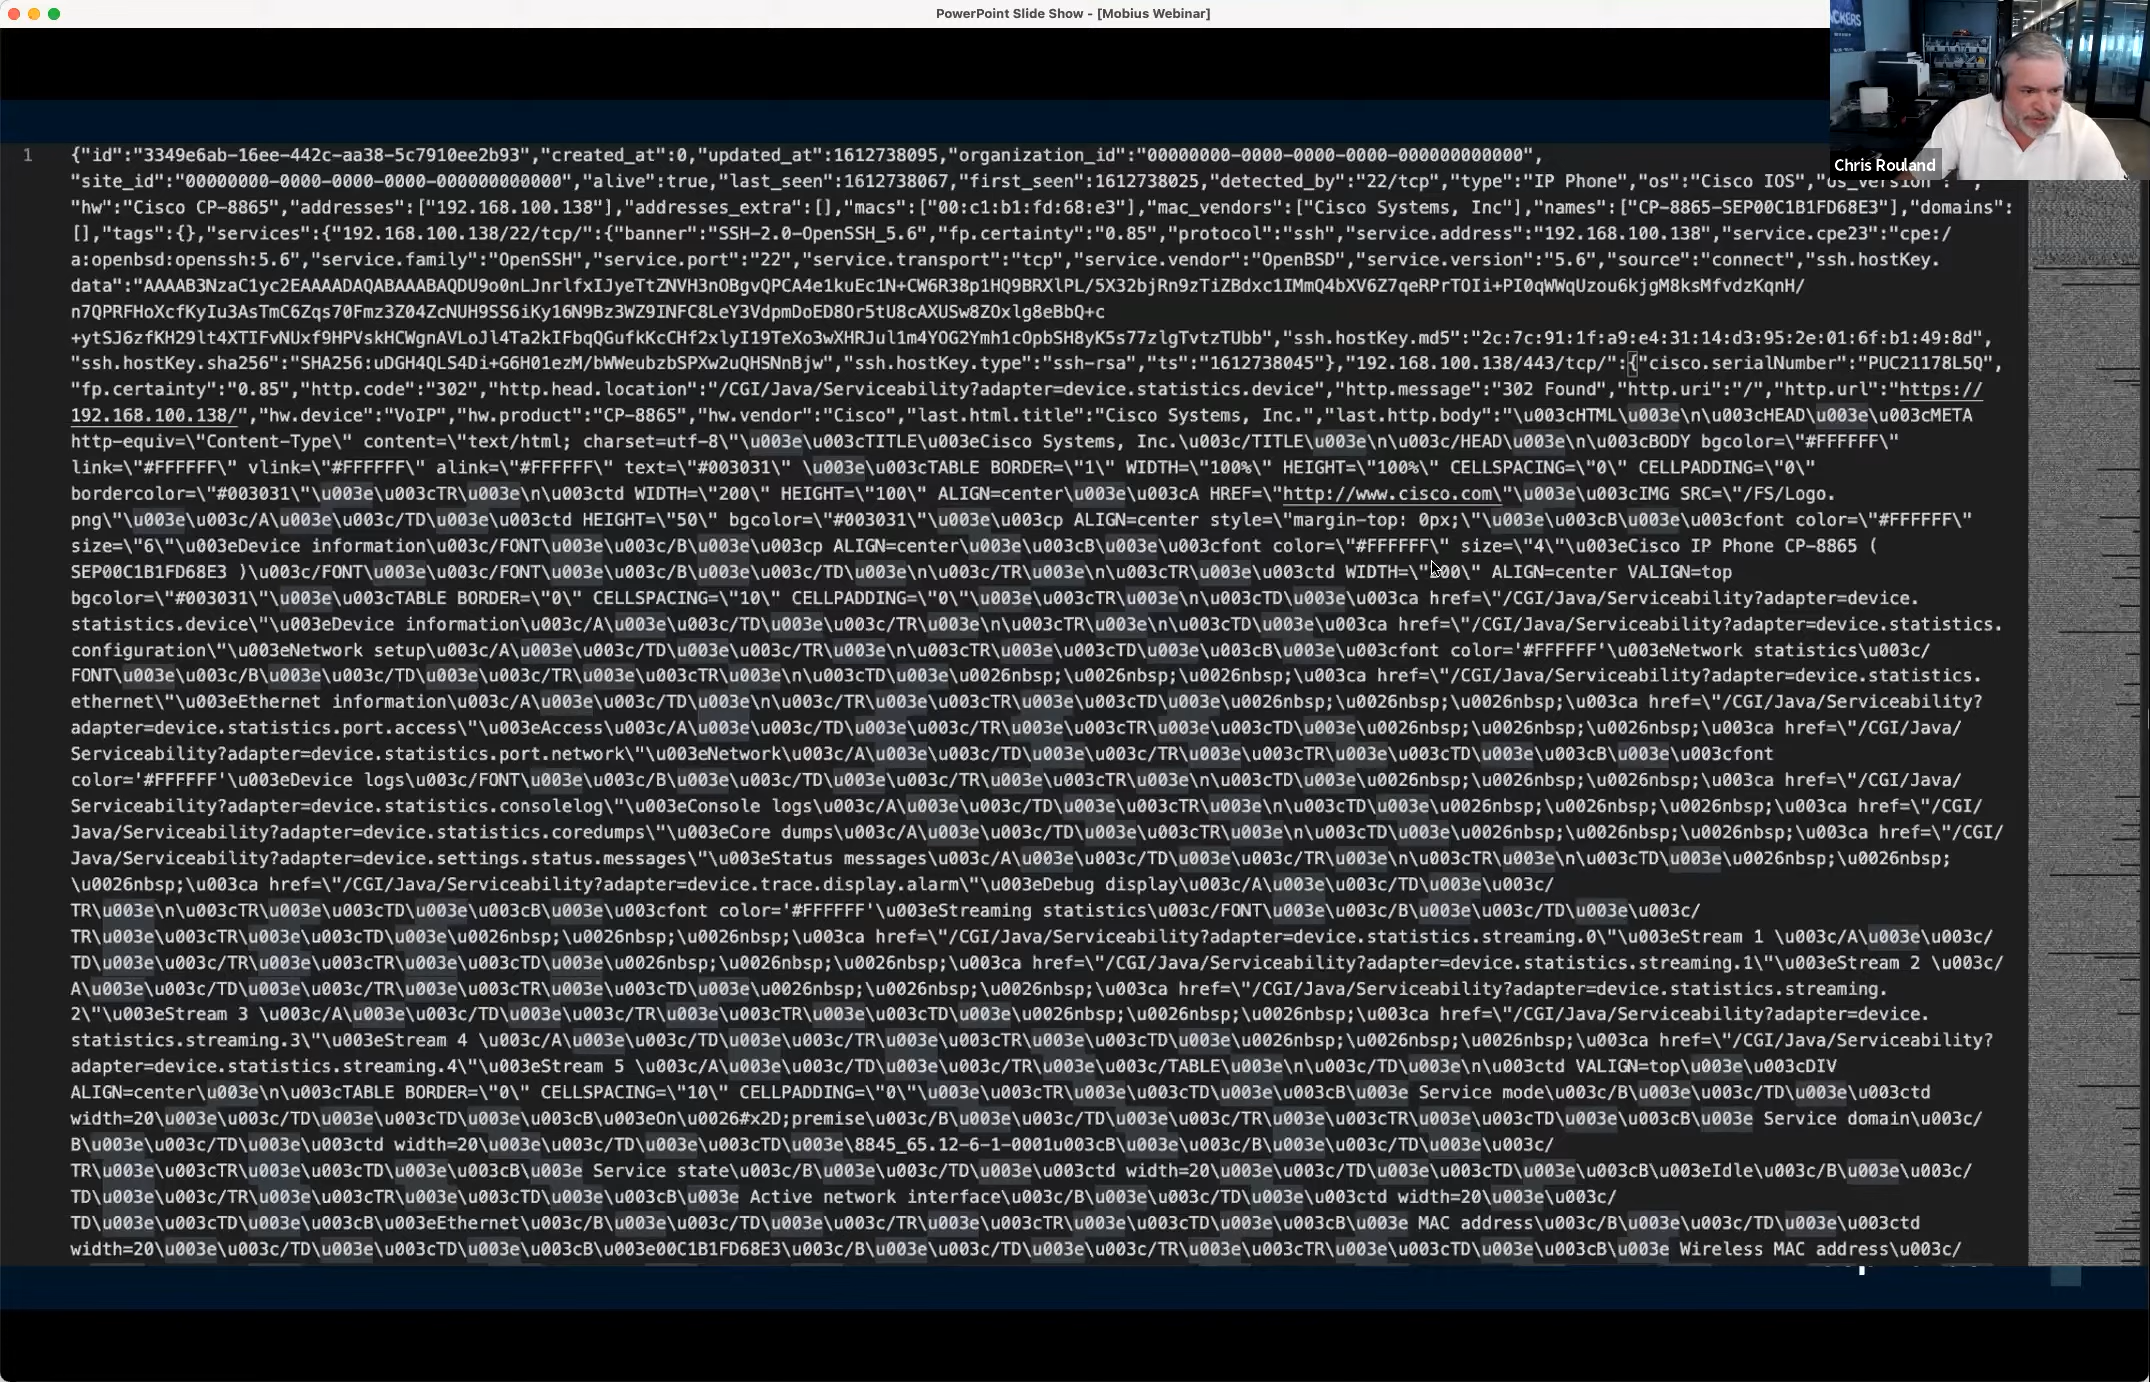 PowerPoint Slide Show - [Mobius Webinar]
CKERS
Chris Rouland
1
{"id":"3349e6ab-16ee-442c-aa38-5c7910ee2b93","created_at":0,"updated_at":1612738095,"organization_id":"00000000-0000-0000-0000-000000000000",
"site_id":"00000000-0000-0000-0000-000000000000","alive":true,"last_seen":1612738067,"first_seen":1612738025,"detected_by":"22/tcp","type":"IP Phone","os":"Cisco IOS","os_version":"",
"hw":"Cisco CP-8865","addresses":["192.168.100.138"],"addresses_extra":[],"macs":["00:c1:b1:fd:68:e3"],"mac_vendors":["Cisco Systems, Inc"],"names":["CP-8865-SEP00C1B1FD68E3"],"domains":
[],"tags":{},"services":{"192.168.100.138/22/tcp/":{"banner":"SSH-2.0-OpenSSH_5.6","fp.certainty":"0.85","protocol":"ssh","service.address":"192.168.100.138","service.cpe23":"cpe:/
a:openbsd:openssh:5.6","service.family":"OpenSSH","service.port":"22","service.transport":"tcp","service.vendor":"OpenBSD","service.version":"5.6","source":"connect","ssh.hostKey.
data":"AAAAB3NzaC1yc2EAAAADAQABAAABAQDU9o0nLJnrlfxIJyeTtZNVH3nOBgvQPCA4e1kuEc1N+CW6R38p1HQ9BRXlPL/5X32bjRn9zTiZBdxc1IMmQ4bXV6Z7qeRPrTOIi+PI0qWWqUzou6kjgM8ksMfvdzKqnH/
n7QPRFHoXcfKyIu3AsTmC6Zqs70Fmz3Z04ZcNUH9SS6iKy16N9Bz3WZ9INFC8LeY3VdpmDoED8Or5tU8cAXUSw8ZOxlg8eBbQ+c
+ytSJ6zfKH29lt4XTIFvNUxf9HPVskHCWgnAVLoJl4Ta2kIFbqQGufkKcCHf2xlyI19TeXo3wXHRJul1m4YOG2Ymh1cOpbSH8yK5s77zlgTvtzTUbb","ssh.hostKey.md5":"2c:7c:91:1f:a9:e4:31:14:d3:95:2e:01:6f:b1:49:8d",
"ssh.hostKey.sha256":"SHA256:uDGH4QLS4Di+G6H01ezM/bWWeubzbSPXw2uQHSNnBjw","ssh.hostKey.type":"ssh-rsa","ts":"1612738045"},"192.168.100.138/443/tcp/":{"cisco.serialNumber":"PUC21178L5Q",
"fp.certainty":"0.85","http.code":"302","http.head.location":"/CGI/Java/Serviceability?adapter=device.statistics.device","http.message":"302 Found","http.uri":"/","http.url":"https://
192.168.100.138/","hw.device":"VoIP","hw.product":"CP-8865","hw.vendor":"Cisco","last.html.title":"Cisco Systems, Inc.","last.http.body":"\u003cHTML\u003e\n\u003cHEAD\u003e\u003cMETA
http-equiv=\"Content-Type\" content=\"text/html; charset=utf-8\"\u003e\u003cTITLE\u003eCisco Systems, Inc.\u003c/TITLE\u003e\n\u003c/HEAD\u003e\n\u003cBODY bgcolor=\"#FFFFFF\"
link=\"#FFFFFF\" vlink=\"#FFFFFF\" alink=\"#FFFFFF\" text=\"#003031\" \u003e\u003cTABLE BORDER=\"1\" WIDTH=\"100%\" HEIGHT=\"100%\" CELLSPACING=\"0\" CELLPADDING=\"0\"
bordercolor=\"#003031\"\u003e\u003cTR\u003e\n\u003ctd WIDTH=\"200\" HEIGHT=\"100\" ALIGN=center\u003e\u003cA HREF=\"http://www.cisco.com\"\u003e\u003cIMG SRC=\"/FS/Logo.
png\"\u003e\u003c/A\u003e\u003c/TD\u003e\u003ctd HEIGHT=\"50\" bgcolor=\"#003031\"\u003e\u003cp ALIGN=center style=\"margin-top: 0px;\"\u003e\u003cB\u003e\u003cfont color=\"#FFFFFF\"
size=\"6\"\u003eDevice information\u003c/FONT\u003e\u003c/B\u003e\u003cp ALIGN=center\u003e\u003cB\u003e\u003cfont color=\"#FFFFFF\" size=\"4\"\u003eCisco IP Phone CP-8865 (
SEP00C1B1FD68E3 )\u003c/FONT\u003e\u003c/FONT\u003e\u003c/B\u003e\u003c/TD\u003e\n\u003c/TR\u003e\n\u003cTR\u003e\u003ctd WIDTH=\"200\" ALIGN=center VALIGN=top
bgcolor=\"#003031\"\u003e\u003cTABLE BORDER=\"0\" CELLSPACING=\"10\" CELLPADDING=\"0\"\u003e\u003cTR\u003e\n\u003cTD\u003e\u003ca href=\"/CGI/Java/Serviceability?adapter=device.
statistics.device\"\u003eDevice information\u003c/A\u003e\u003c/TD\u003e\u003c/TR\u003e\n\u003cTR\u003e\n\u003cTD\u003e\u003ca href=\"/CGI/Java/Serviceability?adapter=device.statistics.
configuration\"\u003eNetwork setup\u003c/A\u003e\u003c/TD\u003e\u003c/TR\u003e\n\u003cTR\u003e\u003cTD\u003e\u003cB\u003e\u003cfont color='#FFFFFF'\u003eNetwork statistics\u003c/
FONT\u003e\u003c/B\u003e\u003c/TD\u003e\u003c/TR\u003e\u003cTR\u003e\n\u003cTD\u003e\u0026nbsp;\u0026nbsp;\u0026nbsp;\u003ca href=\"/CGI/Java/Serviceability?adapter=device.statistics.
ethernet\"\u003eEthernet information\u003c/A\u003e\u003c/TD\u003e\n\u003c/TR\u003e\u003cTR\u003e\u003cTD\u003e\u0026nbsp;\u0026nbsp;\u0026nbsp;\u003ca href=\"/CGI/Java/Serviceability?
adapter=device.statistics.port.access\"\u003eAccess\u003c/A\u003e\u003c/TD\u003e\u003c/TR\u003e\u003cTR\u003e\u003cTD\u003e\u0026nbsp;\u0026nbsp;\u0026nbsp;\u003ca href=\"/CGI/Java/
Serviceability?adapter=device.statistics.port.network\"\u003eNetwork\u003c/A\u003e\u003c/TD\u003e\u003c/TR\u003e\u003cTR\u003e\u003cTD\u003e\u003cB\u003e\u003cfont
color='#FFFFFF'\u003eDevice logs\u003c/FONT\u003e\u003c/B\u003e\u003c/TD\u003e\u003c/TR\u003e\u003cTR\u003e\n\u003cTD\u003e\u0026nbsp;\u0026nbsp;\u0026nbsp;\u003ca href=\"/CGI/Java/
Serviceability?adapter=device.statistics.consolelog\"\u003eConsole logs\u003c/A\u003e\u003c/TD\u003e\u003cTR\u003e\n\u003cTD\u003e\u0026nbsp;\u0026nbsp;\u0026nbsp;\u003ca href=\"/CGI/
Java/Serviceability?adapter=device.statistics.coredumps\"\u003eCore dumps\u003c/A\u003e\u003c/TD\u003e\u003cTR\u003e\n\u003cTD\u003e\u0026nbsp;\u0026nbsp;\u0026nbsp;\u003ca href=\"/CGI/
Java/Serviceability?adapter=device.settings.status.messages\"\u003eStatus messages\u003c/A\u003e\u003c/TD\u003e\u003c/TR\u003e\n\u003cTR\u003e\n\u003cTD\u003e\u0026nbsp;\u0026nbsp;
\u0026nbsp;\u003ca href=\"/CGI/Java/Serviceability?adapter=device.trace.display.alarm\"\u003eDebug display\u003c/A\u003e\u003c/TD\u003e\u003c/
TR\u003e\n\u003cTR\u003e\u003cTD\u003e\u003cB\u003e\u003cfont color='#FFFFFF'\u003eStreaming statistics\u003c/FONT\u003e\u003c/B\u003e\u003c/TD\u003e\u003c/
TR\u003e\u003cTR\u003e\u003cTD\u003e\u0026nbsp;\u0026nbsp;\u0026nbsp;\u003ca href=\"/CGI/Java/Serviceability?adapter=device.statistics.streaming.0\"\u003eStream 1 \u003c/A\u003e\u003c/
TD\u003e\u003c/TR\u003cTR\u003e\u003cTD\u003e\u0026nbsp;\u0026nbsp;\u0026nbsp;\u003ca href=\"/CGI/Java/Serviceability?adapter=device.statistics.streaming.1\"\u003eStream 2 \u003c/
A\u003e\u003c/TD\u003e\u003c/TR\u003e\u003cTR\u003e\u003cTD\u003e\u0026nbsp;\u0026nbsp;\u0026nbsp;\u003ca href=\"/CGI/Java/Serviceability?adapter=device.statistics.streaming.
2\"\u003eStream 3 \u003c/A\u003e\u003c/TD\u003e\u003c/TR\u003e\u003cTR\u003e\u003cTD\u003e\u0026nbsp;\u0026nbsp;\u0026nbsp;\u003ca href=\"/CGI/Java/Serviceability?adapter=device.
statistics.streaming.3\"\u003eStream 4 \u003c/A\u003e\u003c/TD\u003e\u003c/TR\u003e\u003cTR\u003e\u003cTD\u003e\u0026nbsp;\u0026nbsp;\u0026nbsp;\u003ca href=\"/CGI/Java/Serviceability?
adapter=device.statistics.streaming.4\"\u003eStream 5 \u003c/A\u003e\u003c/TD\u003e\u003c/TR\u003e\u003c/TABLE\u003e\n\u003c/TD\u003e\n\u003ctd VALIGN=top\u003e\u003cDIV
ALIGN=center\u003e\n\u003cTABLE BORDER=\"0\" CELLSPACING=\"10\" CELLPADDING=\"0\"\u003e\u003cTR\u003e\u003cTD\u003e\u003cB\u003e Service mode\u003c/B\u003e\u003c/TD\u003e\u003ctd
width=20\u003e\u003c/TD\u003e\u003cTD\u003e\u003cB\u003eOn\u0026#x2D;premise\u003c/B\u003e\u003c/TD\u003e\u003c/TR\u003e\u003cTR\u003e\u003cTD\u003e\u003cB\u003e Service domain\u003c/
B\u003e\u003c/TD\u003e\u003ctd width=20\u003e\u003c/TD\u003e\u003cTD\u003e\8845_65.12-6-1-0001u003cB\u003e\u003c/B\u003e\u003c/TD\u003e\u003c/
TR\u003e\u003cTR\u003e\u003cTD\u003e\u003cB\u003e Service state\u003c/B\u003e\u003c/TD\u003e\u003ctd width=20\u003e\u003c/TD\u003e\u003cTD\u003e\u003cB\u003eIdle\u003c/B\u003e\u003c/
TD\u003e\u003c/TR\u003e\u003cTR\u003e\u003cTD\u003e\u003cB\u003e Active network interface\u003c/B\u003e\u003c/TD\u003e\u003ctd width=20\u003e\u003c/
TD\u003e\u003cTD\u003e\u003cB\u003eEthernet\u003c/B\u003e\u003c/TD\u003e\u003c/TR\u003e\u003cTR\u003e\u003cTD\u003e\u003cB\u003e MAC address\u003c/B\u003e\u003c/TD\u003e\u003ctd
width=20\u003e\u003c/TD\u003e\u003cTD\u003e\u003cB\u003e00C1B1FD68E3\u003c/B\u003e\u003c/TD\u003e\u003c/TR\u003e\u003cTR\u003e\u003cTD\u003e\u003cB\u003e Wireless MAC address\u003c/